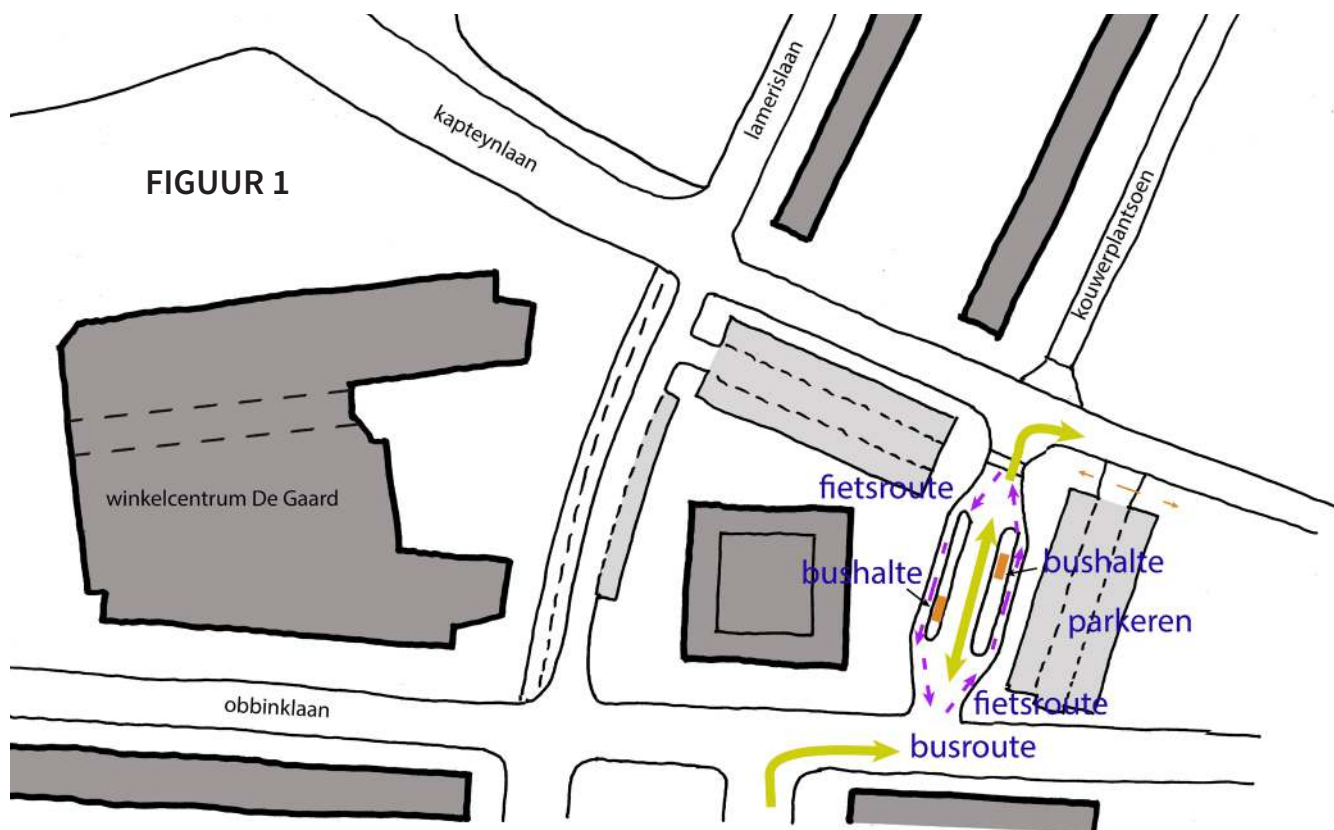 kapteynlaan
lamerislaan
FIGUUR 1
kouwerplantsoen
winkelcentrum De Gaard
fietsroute
bushalte
bushalte
parkeren
obbinklaan
fietsroute
busroute